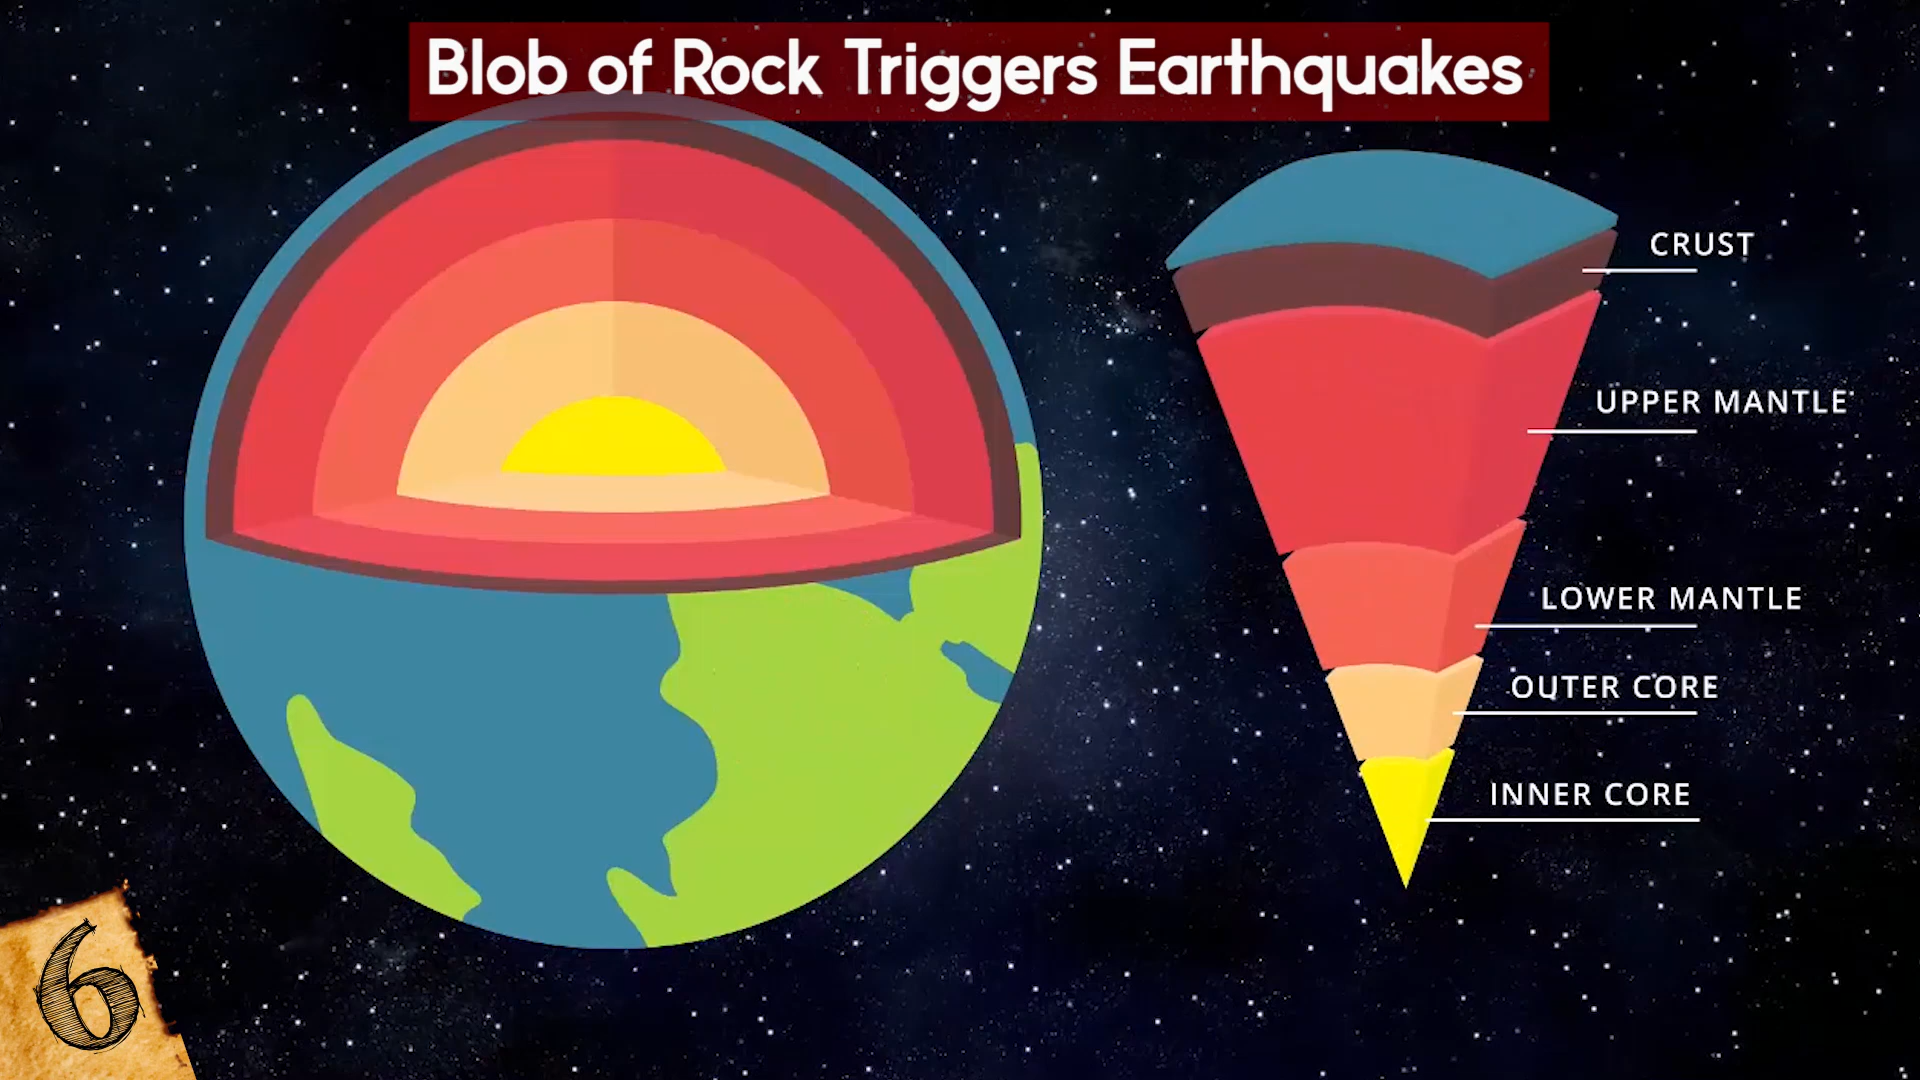 Blob of Rock Triggers Earthquakes
CRUST
UPPER MANTLE
LOWER MANTLE
OUTER CORE
INNER CORE
6